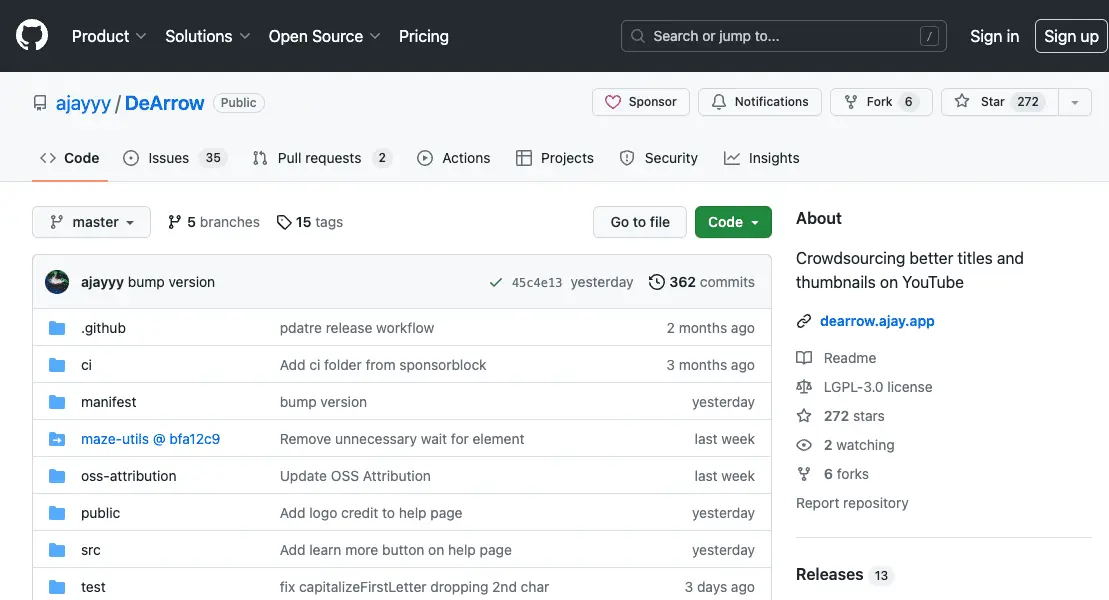 Product Solutions Open Source Pricing Search or jump to... / Sign in Sign up
ajayyy / DeArrow Public Sponsor Notifications Fork 6 Star 272
Code Issues 35 Pull requests 2 Actions Projects Security Insights
master 5 branches 15 tags Go to file Code
ajayyy bump version 45c4e13 yesterday 362 commits
.github pdatre release workflow 2 months ago
ci Add ci folder from sponsorblock 3 months ago
manifest bump version yesterday
maze-utils @ bfa12c9 Remove unnecessary wait for element last week
oss-attribution Update OSS Attribution last week
public Add logo credit to help page yesterday
src Add learn more button on help page yesterday
test fix capitalizeFirstLetter dropping 2nd char 3 days ago
About
Crowdsourcing better titles and
thumbnails on YouTube
dearrow.ajay.app
Readme
LGPL-3.0 license
272 stars
2 watching
6 forks
Report repository
Releases 13